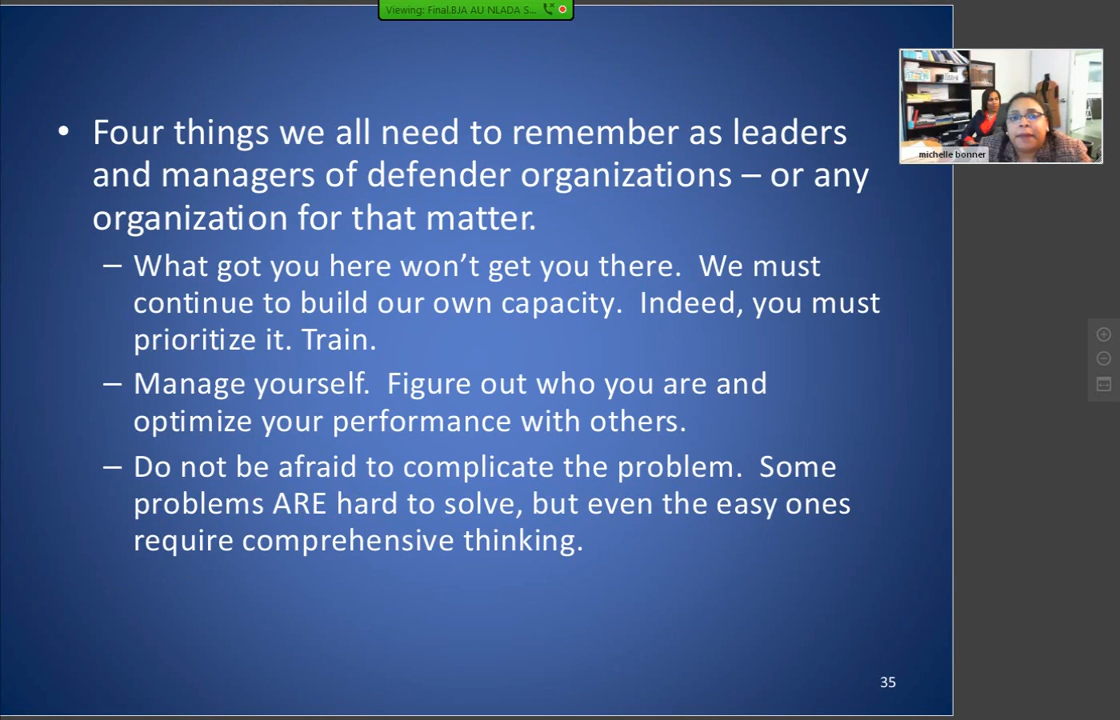 Viewing: Final.BJA AU NLADA S...
• Four things we all need to remember as leaders
and managers of defender organizations – or any
organization for that matter.
– What got you here won’t get you there.  We must
continue to build our own capacity.  Indeed, you must
prioritize it. Train.
– Manage yourself.  Figure out who you are and
optimize your performance with others.
– Do not be afraid to complicate the problem.  Some
problems ARE hard to solve, but even the easy ones
require comprehensive thinking.
35
michelle bonner